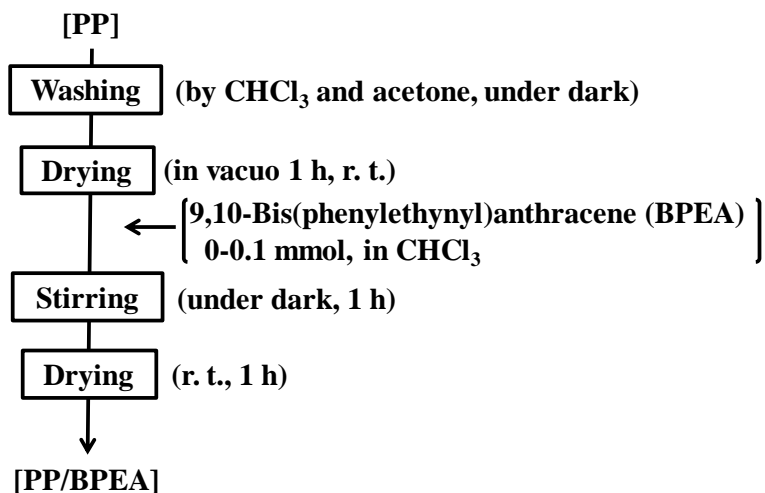 [PP]
Washing (by CHCl₃ and acetone, under dark)
Drying (in vacuo 1 h, r. t.)
9,10-Bis(phenylethynyl)anthracene (BPEA)
0-0.1 mmol, in CHCl₃
Stirring (under dark, 1 h)
Drying (r. t., 1 h)
[PP/BPEA]